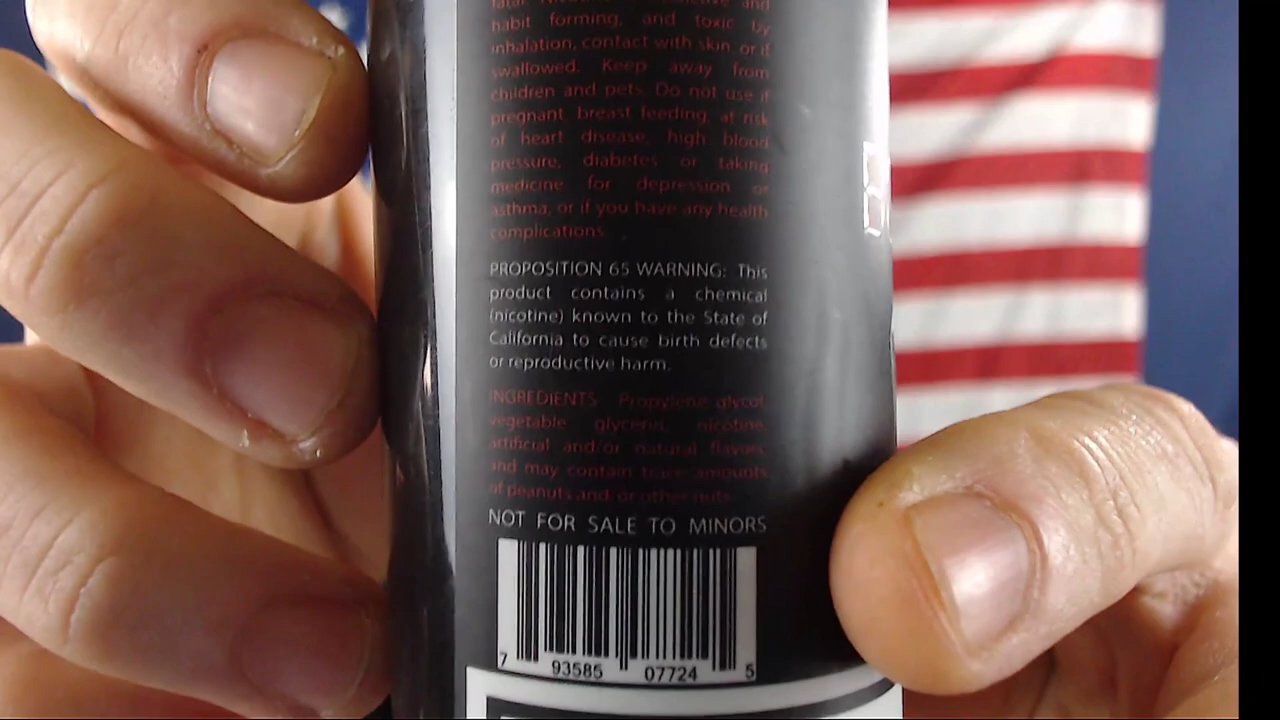 habit forming, and toxic by
inhalation, contact with skin, or if
swallowed. Keep away from
children and pets. Do not use if
pregnant breast feeding, at risk
of heart disease, high blood
pressure, diabetes or taking
medicine for depression or
asthma, or if you have any health
complications.
PROPOSITION 65 WARNING: This
product contains a chemical
(nicotine) known to the State of
California to cause birth defects
or reproductive harm.
INGREDIENTS Propylene glycol,
vegetable glycerin, nicotine,
artificial and/or natural flavors,
and may contain trace amounts
of peanuts and/or other nuts.
NOT FOR SALE TO MINORS
7 93585 07724 5